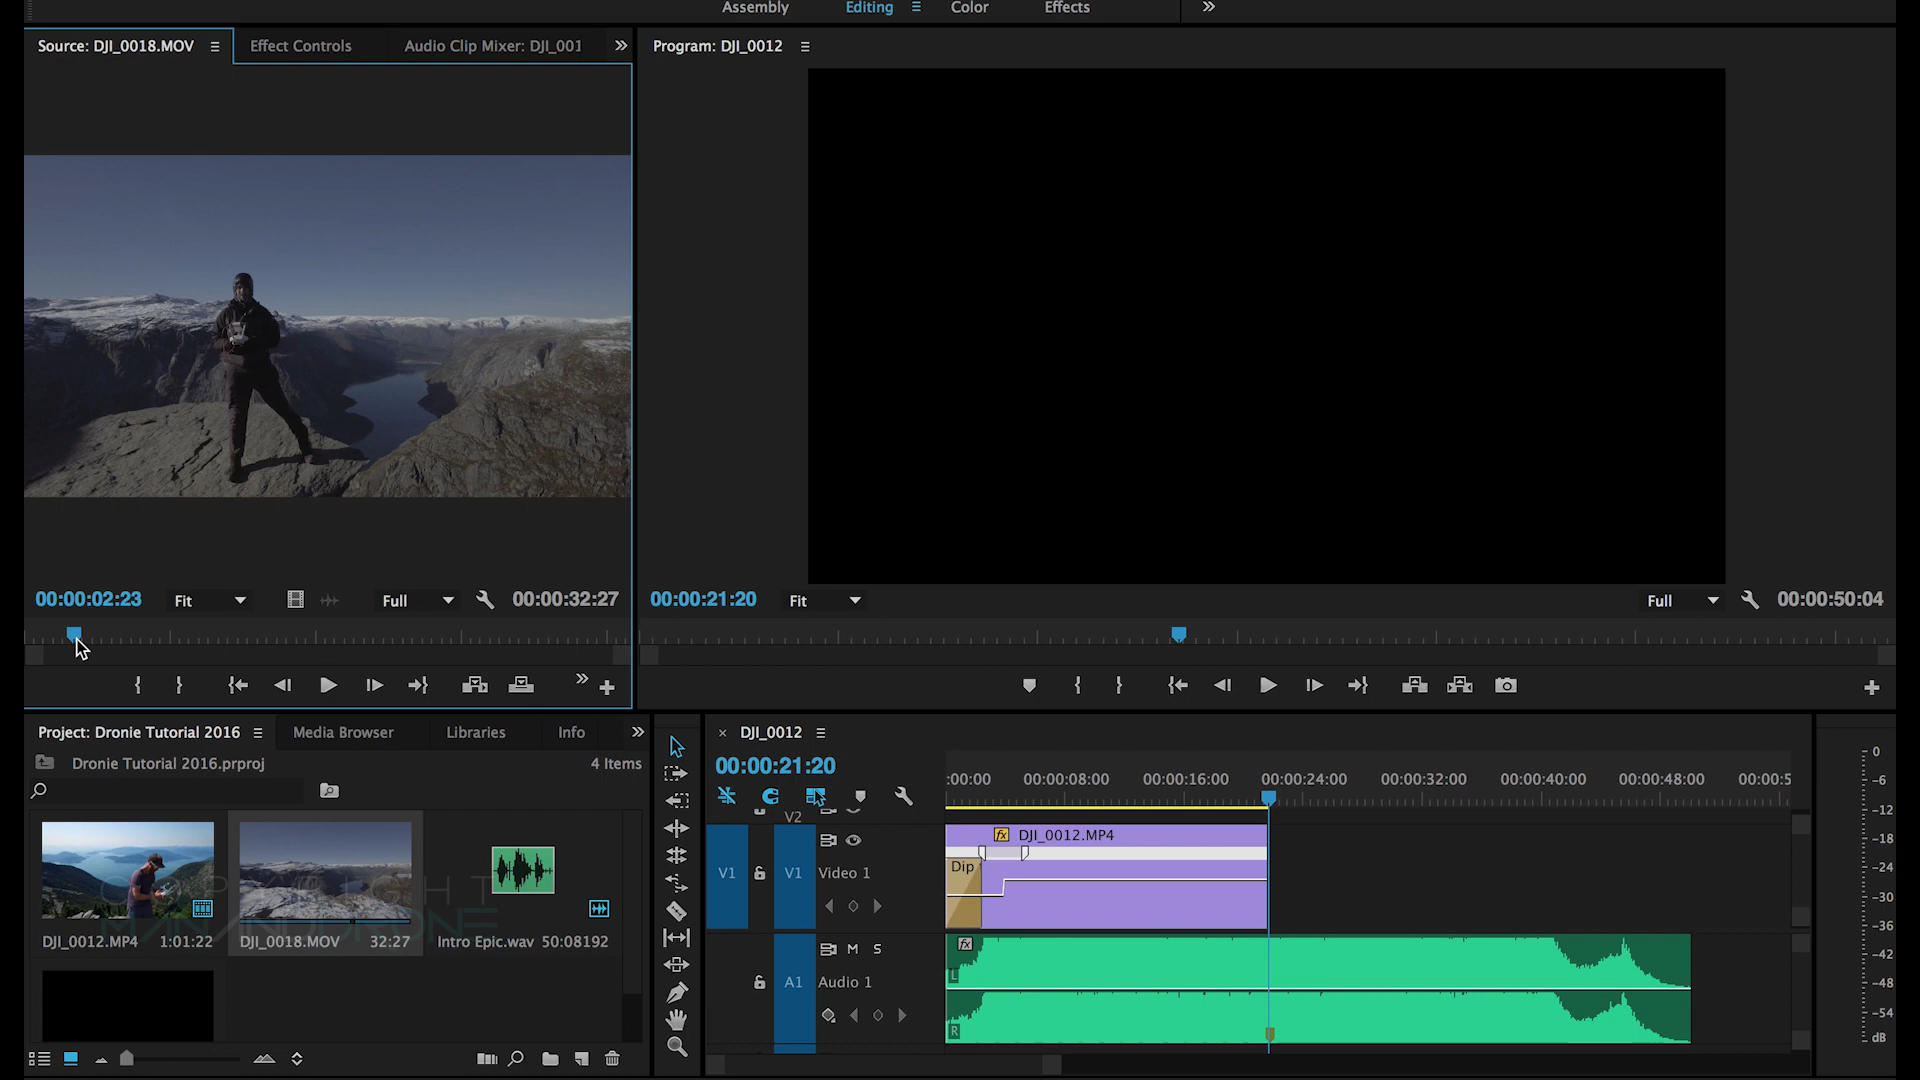 Assembly Editing Color Effects
Source: DJI_0018.MOV Effect Controls Audio Clip Mixer: DJI_001
Program: DJI_0012
00:00:02:23 Fit Full 00:00:32:27
00:00:21:20 Fit Full 00:00:50:04
Project: Dronie Tutorial 2016 Media Browser Libraries Info
Dronie Tutorial 2016.prproj 4 Items
COPYRIGHT
MANANDDRONE
DJI_0012.MP4 1:01:22 DJI_0018.MOV 32:27 Intro Epic.wav 50:08192
DJI_0012
00:00:21:20
:00:00 00:00:08:00 00:00:16:00 00:00:24:00 00:00:32:00 00:00:40:00 00:00:48:00 00:00:5
V2
fx DJI_0012.MP4
V1 V1 Video 1
Dip
M S
fx
L
A1 Audio 1
R
0
-6
-12
-18
-24
-30
-36
-42
-48
-54
dB